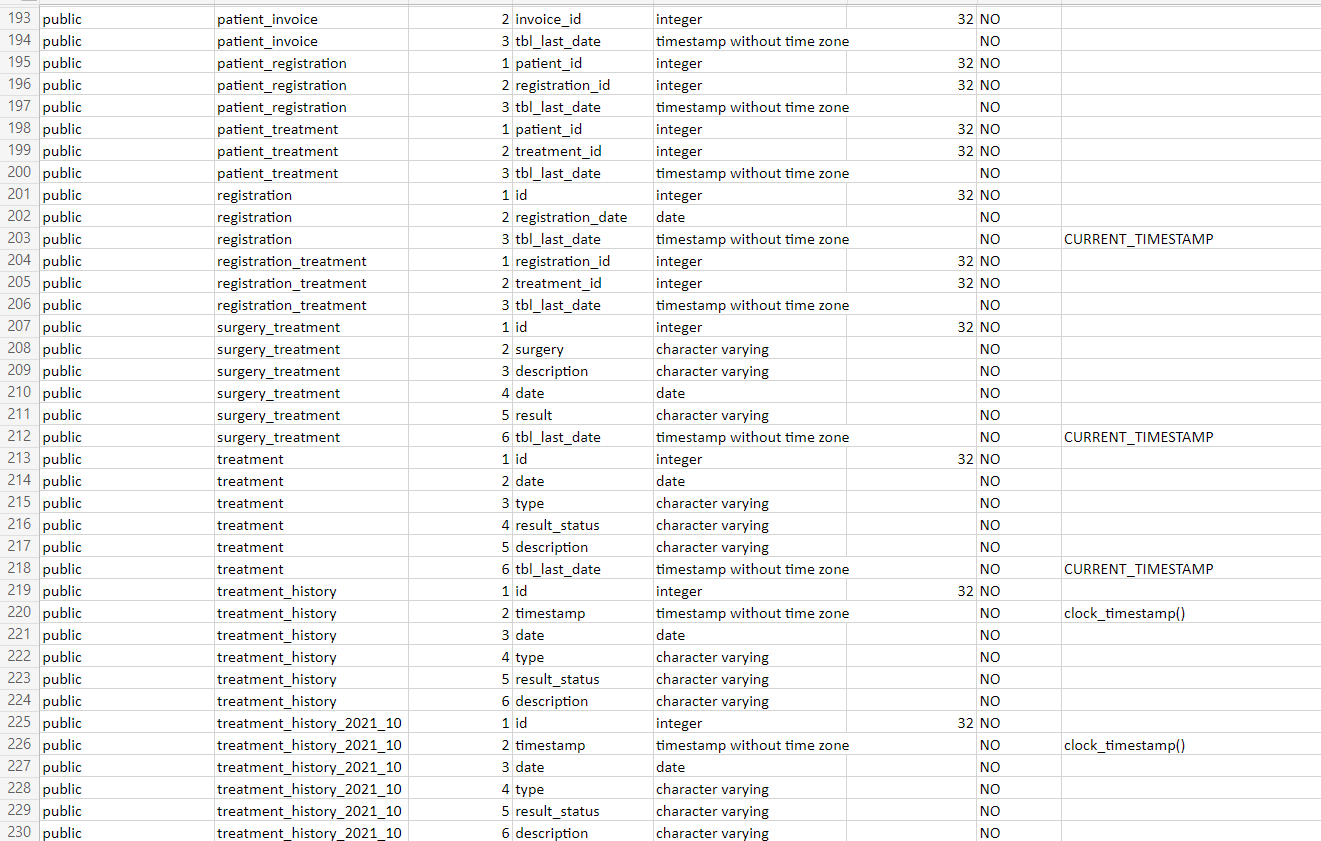 193 public patient_invoice 2 invoice_id integer 32 NO
194 public patient_invoice 3 tbl_last_date timestamp without time zone NO
195 public patient_registration 1 patient_id integer 32 NO
196 public patient_registration 2 registration_id integer 32 NO
197 public patient_registration 3 tbl_last_date timestamp without time zone NO
198 public patient_treatment 1 patient_id integer 32 NO
199 public patient_treatment 2 treatment_id integer 32 NO
200 public patient_treatment 3 tbl_last_date timestamp without time zone NO
201 public registration 1 id integer 32 NO
202 public registration 2 registration_date date NO
203 public registration 3 tbl_last_date timestamp without time zone NO CURRENT_TIMESTAMP
204 public registration_treatment 1 registration_id integer 32 NO
205 public registration_treatment 2 treatment_id integer 32 NO
206 public registration_treatment 3 tbl_last_date timestamp without time zone NO
207 public surgery_treatment 1 id integer 32 NO
208 public surgery_treatment 2 surgery character varying NO
209 public surgery_treatment 3 description character varying NO
210 public surgery_treatment 4 date date NO
211 public surgery_treatment 5 result character varying NO
212 public surgery_treatment 6 tbl_last_date timestamp without time zone NO CURRENT_TIMESTAMP
213 public treatment 1 id integer 32 NO
214 public treatment 2 date date NO
215 public treatment 3 type character varying NO
216 public treatment 4 result_status character varying NO
217 public treatment 5 description character varying NO
218 public treatment 6 tbl_last_date timestamp without time zone NO CURRENT_TIMESTAMP
219 public treatment_history 1 id integer 32 NO
220 public treatment_history 2 timestamp timestamp without time zone NO clock_timestamp()
221 public treatment_history 3 date date NO
222 public treatment_history 4 type character varying NO
223 public treatment_history 5 result_status character varying NO
224 public treatment_history 6 description character varying NO
225 public treatment_history_2021_10 1 id integer 32 NO
226 public treatment_history_2021_10 2 timestamp timestamp without time zone NO clock_timestamp()
227 public treatment_history_2021_10 3 date date NO
228 public treatment_history_2021_10 4 type character varying NO
229 public treatment_history_2021_10 5 result_status character varying NO
230 public treatment_history_2021_10 6 description character varying NO